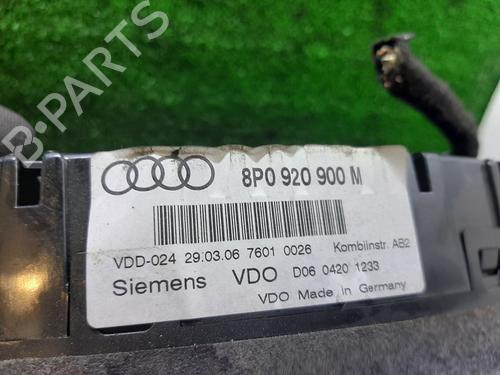 8P0 920 900 M
VDD-024 29.03.06 7601 0026 Kombiinstr. AB2
Siemens VDO D06 0420 1233
VDO Made in Germany
B-PARTS